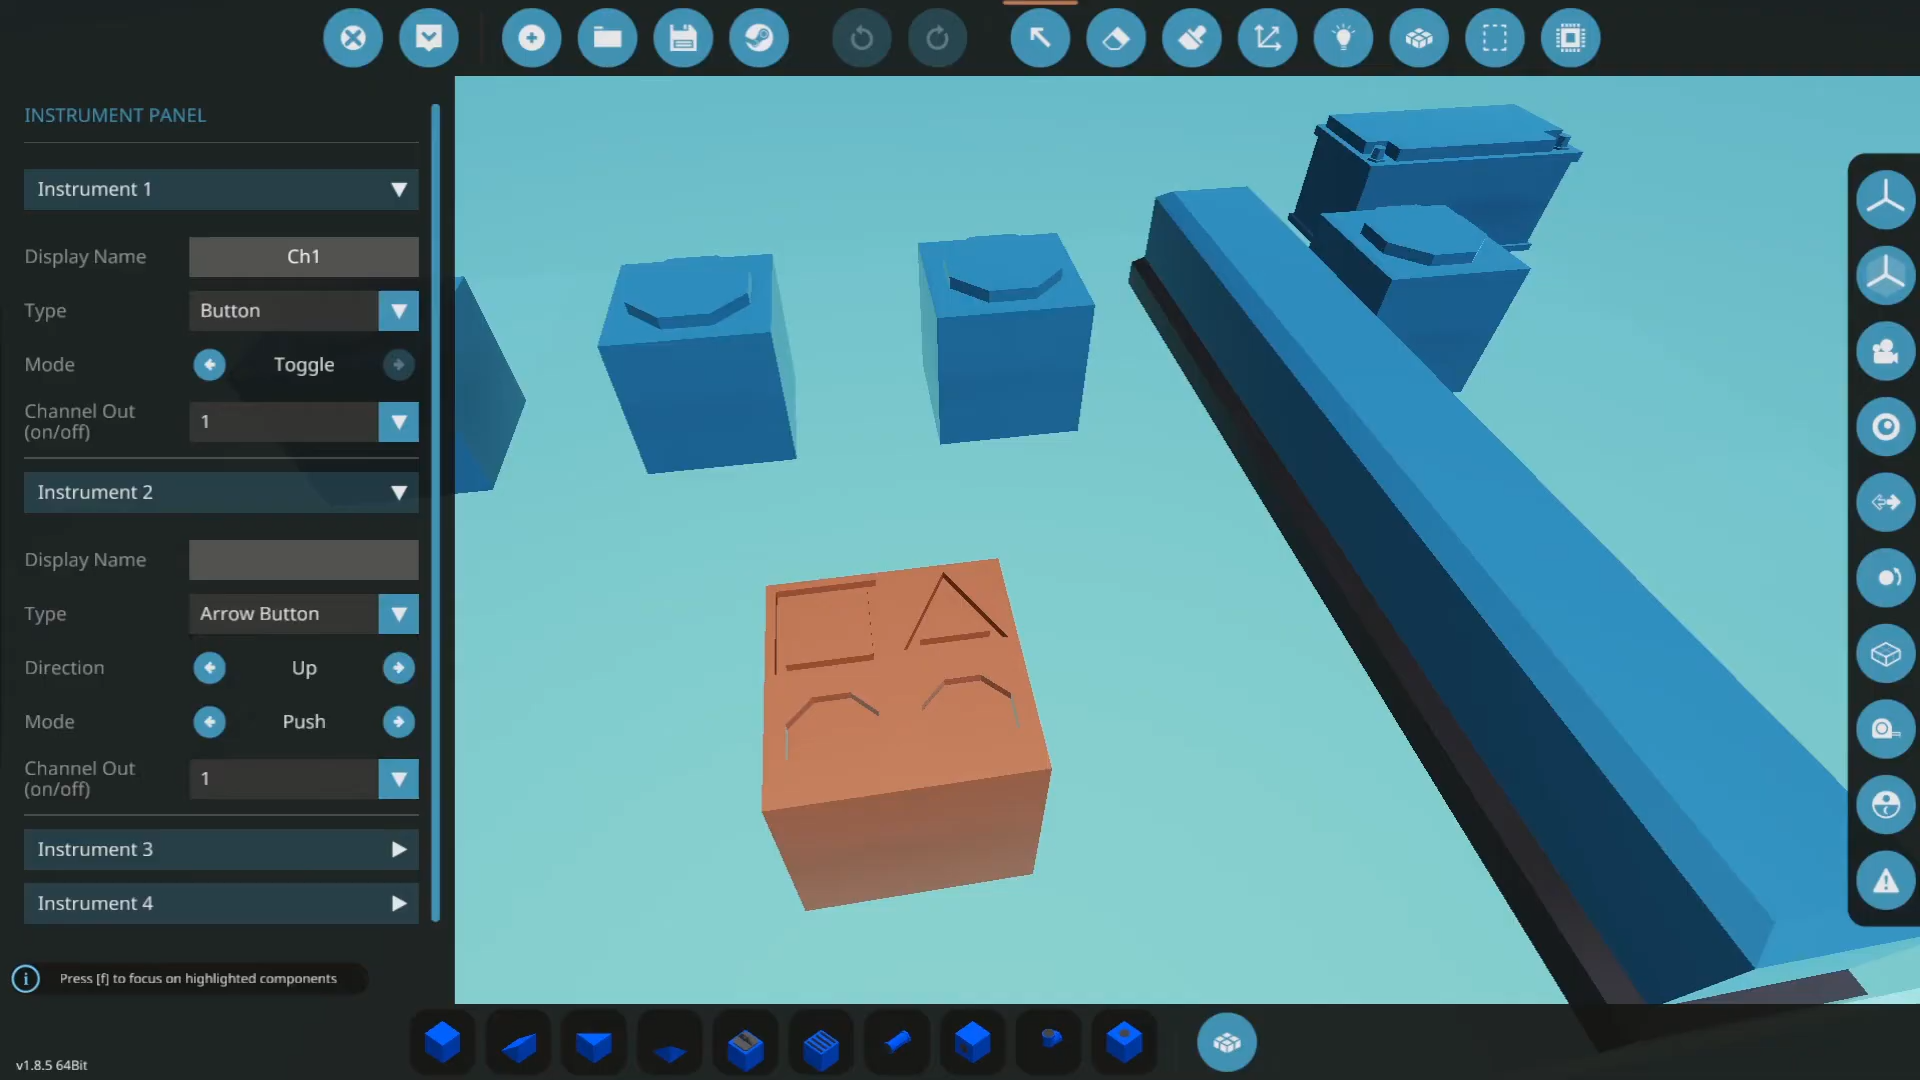 INSTRUMENT PANEL
Instrument 1
Display Name Ch1
Type Button
Mode Toggle
Channel Out
(on/off) 1
Instrument 2
Display Name
Type Arrow Button
Direction Up
Mode Push
Channel Out
(on/off) 1
Instrument 3
Instrument 4
Press [f] to focus on highlighted components
v1.8.5 64Bit